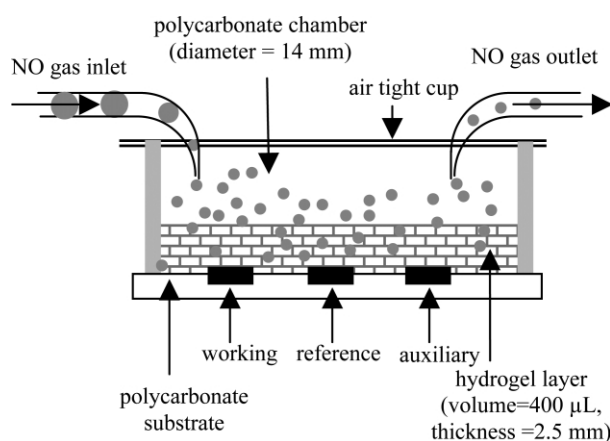 polycarbonate chamber
(diameter = 14 mm)
NO gas inlet
NO gas outlet
air tight cup
working
reference
auxiliary
polycarbonate
substrate
hydrogel layer
(volume=400 µL,
thickness =2.5 mm)